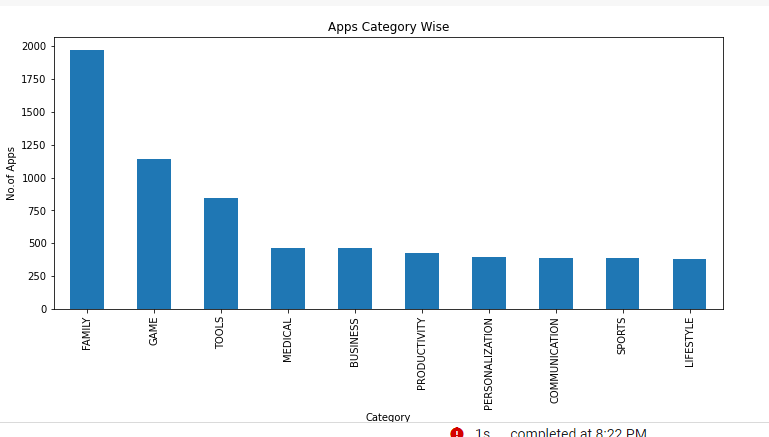 Apps Category Wise
2000
1750
1500
1250
1000
750
500
250
0
No.of Apps
FAMILY
GAME
TOOLS
MEDICAL
BUSINESS
PRODUCTIVITY
PERSONALIZATION
COMMUNICATION
SPORTS
LIFESTYLE
Category
1s completed at 8:22 PM